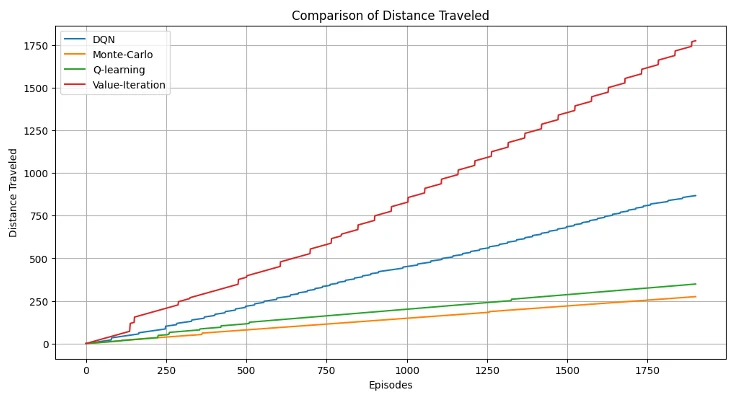 Comparison of Distance Traveled
DQN
Monte-Carlo
Q-learning
Value-Iteration
Distance Traveled
1750
1500
1250
1000
750
500
250
0
0 250 500 750 1000 1250 1500 1750
Episodes